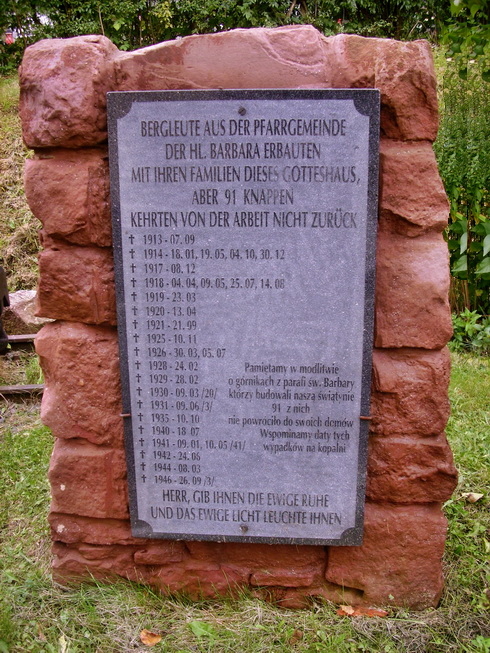 BERGLEUTE AUS DER PFARRGEMEINDE
DER HL. BARBARA ERBAUTEN
MIT IHREN FAMILIEN DIESES GOTTESHAUS,
ABER 91 KNAPPEN
KEHRTEN VON DER ARBEIT NICHT ZURÜCK
† 1913 - 07. 09
† 1914 - 18. 01, 19. 05, 04. 10, 30. 12
† 1917 - 08. 12
† 1918 - 04. 04, 09. 05, 25. 07, 14. 08
† 1919 - 23. 03
† 1920 - 13. 04
† 1921 - 21. 99
† 1925 - 10. 11
† 1926 - 30. 03, 05. 07
† 1928 - 24. 02
† 1929 - 28. 02
† 1930 - 09. 03 /20/
† 1931 - 09. 06 /3/
† 1935 - 10. 10
† 1940 - 18. 07
† 1941 - 09. 01, 10. 05 /41/
† 1942 - 24. 06
† 1944 - 08. 03
† 1946 - 26. 09 /3/
Pamiętamy w modlitwie
o górnikach z parafi św. Barbary
którzy budowali naszą świątynie
91 z nich
nie powrociło do swoich domów
Wspominamy daty tych
wypadków na kopalni
HERR, GIB IHNEN DIE EWIGE RUHE
UND DAS EWIGE LICHT LEUCHTE IHNEN